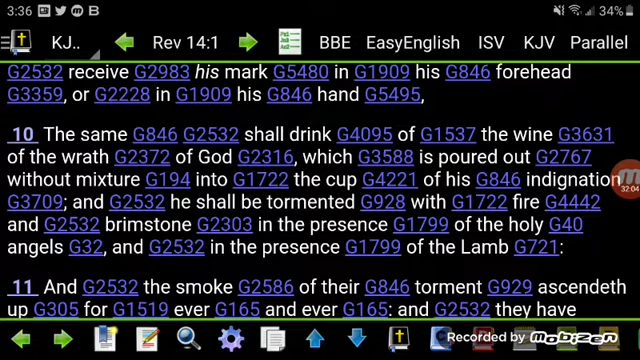 3:36 B 34%
KJ.. Rev 14:1 BBE EasyEnglish ISV KJV Parallel
G2532 receive G2983 his mark G5480 in G1909 his G846 forehead
G3359, or G2228 in G1909 his G846 hand G5495,
10 The same G846 G2532 shall drink G4095 of G1537 the wine G3631
of the wrath G2372 of God G2316, which G3588 is poured out G2767
without mixture G194 into G1722 the cup G4221 of his G846 indignation
G3709; and G2532 he shall be tormented G928 with G1722 fire G4442
and G2532 brimstone G2303 in the presence G1799 of the holy G40
angels G32, and G2532 in the presence G1799 of the Lamb G721:
32:04
11 And G2532 the smoke G2586 of their G846 torment G929 ascendeth
up G305 for G1519 ever G165 and ever G165: and G2532 they have
Recorded by MOBIZEN